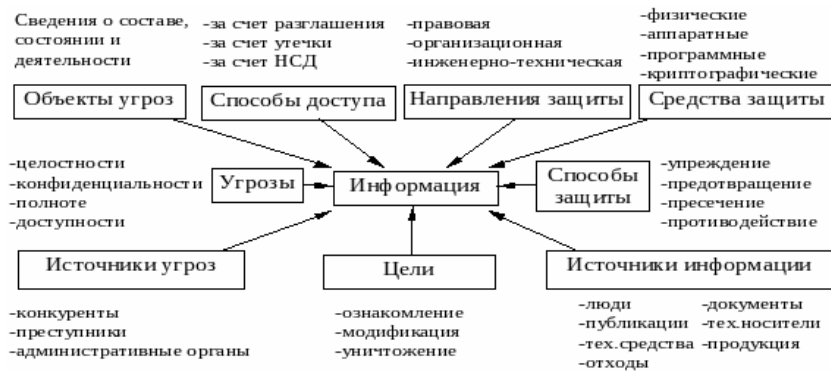 Сведения о составе,
состоянии и
деятельности
-за счет разглашения
-за счет утечки
-за счет НСД
-правовая
-организационная
-инженерно-техническая
-физические
-аппаратные
-программные
-криптографические
Объекты угроз
Способы доступа
Направления защиты
Средства защиты
-целостности
-конфиденциальности
-полноте
-доступности
Угрозы
Информация
Способы
защиты
-упреждение
-предотвращение
-пресечение
-противодействие
Источники угроз
Цели
Источники информации
-конкуренты
-преступники
-административные органы
-ознакомление
-модификация
-уничтожение
-люди
-публикации
-тех.средства
-отходы
-документы
-тех.носители
-продукция